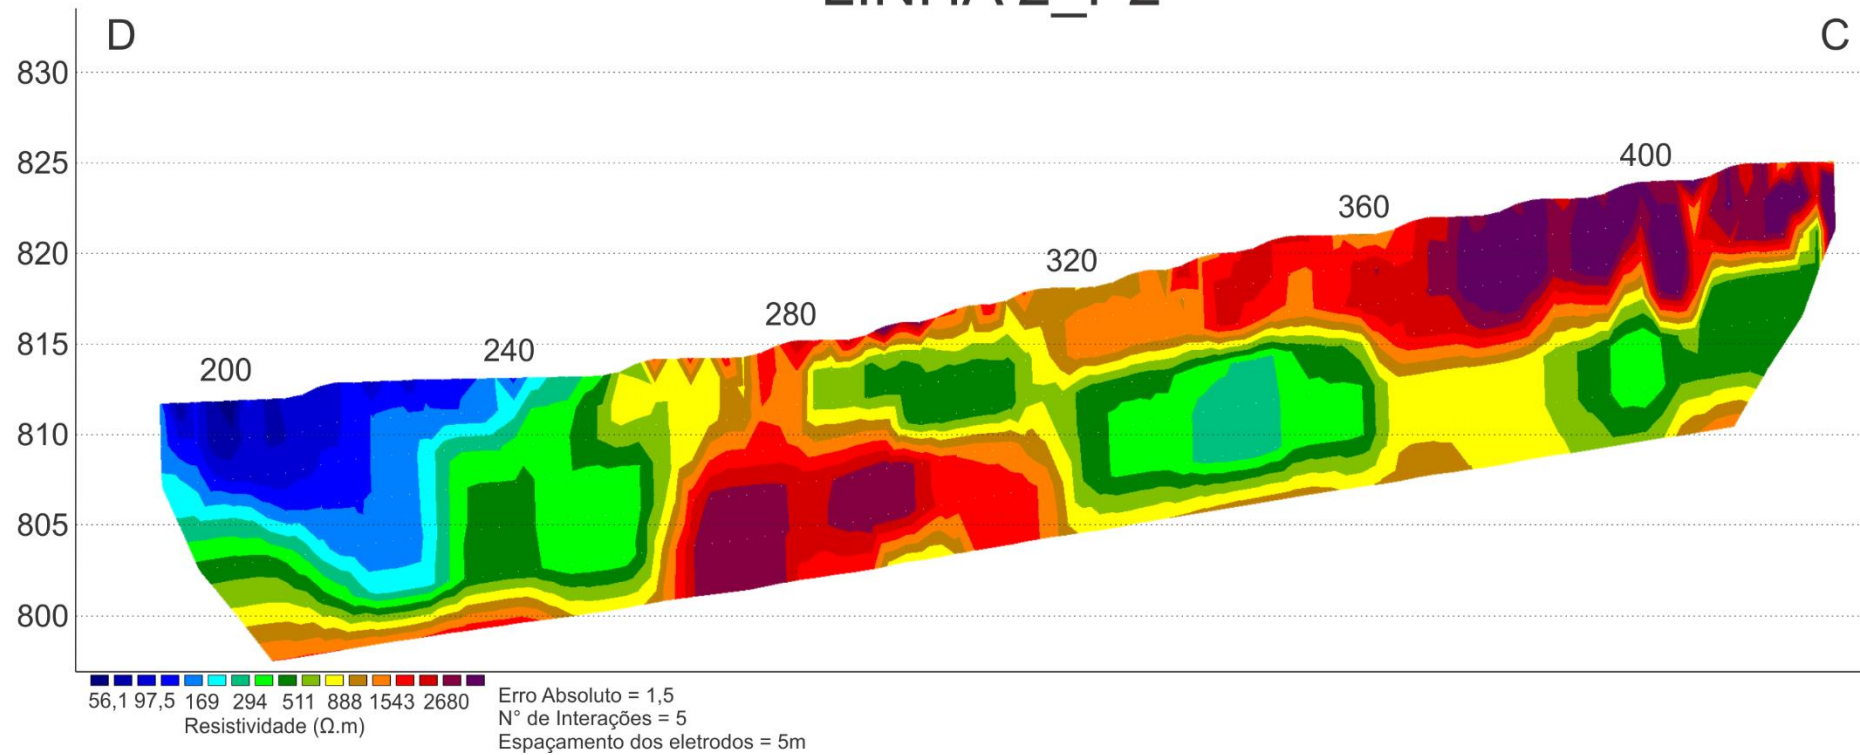 D
C
830
825
820
815
810
805
800
200
240
280
320
360
400
56,1 97,5 169 294 511 888 1543 2680
Resistividade (Ω.m)
Erro Absoluto = 1,5
N° de Interações = 5
Espaçamento dos eletrodos = 5m